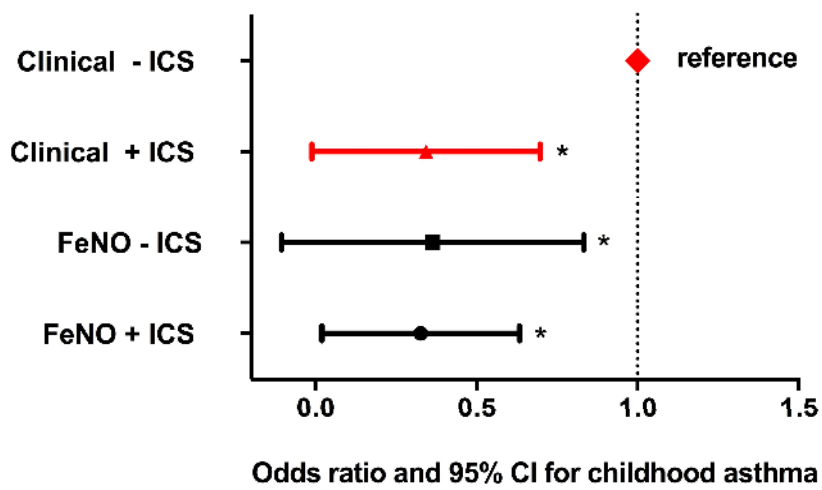 Clinical - ICS
reference
Clinical + ICS
*
FeNO - ICS
*
FeNO + ICS
*
0.0 0.5 1.0 1.5
Odds ratio and 95% CI for childhood asthma